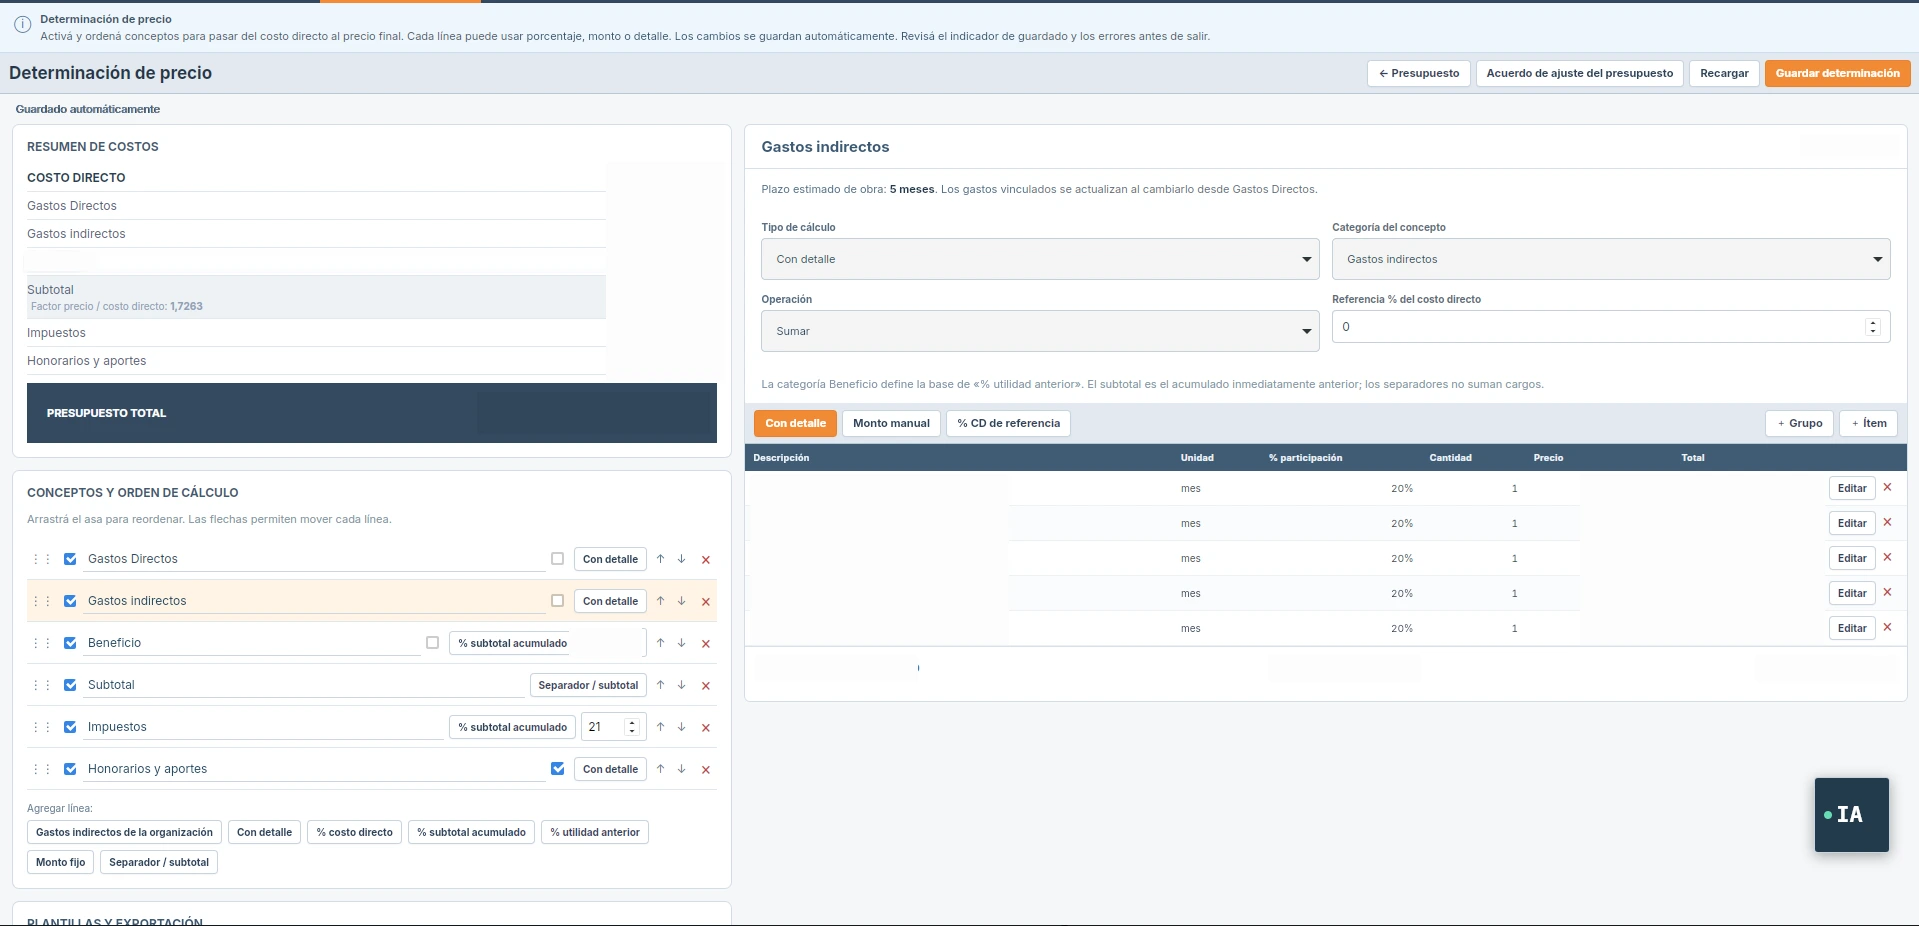 Determinación de precio
Activá y ordená conceptos para pasar del costo directo al precio final. Cada línea puede usar porcentaje, monto o detalle. Los cambios se guardan automáticamente. Revisá el indicador de guardado y los errores antes de salir.
Determinación de precio
← Presupuesto
Acuerdo de ajuste del presupuesto
Recargar
Guardar determinación
Guardado automáticamente
RESUMEN DE COSTOS
COSTO DIRECTO
Gastos Directos
Gastos indirectos
Subtotal
Factor precio / costo directo: 1,7263
Impuestos
Honorarios y aportes
PRESUPUESTO TOTAL
CONCEPTOS Y ORDEN DE CÁLCULO
Arrastrá el asa para reordenar. Las flechas permiten mover cada línea.
Gastos Directos Con detalle ↑ ↓ ×
Gastos indirectos Con detalle ↑ ↓ ×
Beneficio % subtotal acumulado ↑ ↓ ×
Subtotal Separador / subtotal ↑ ↓ ×
Impuestos % subtotal acumulado 21 ↑ ↓ ×
Honorarios y aportes Con detalle ↑ ↓ ×
Agregar línea:
Gastos indirectos de la organización Con detalle % costo directo % subtotal acumulado % utilidad anterior
Monto fijo Separador / subtotal
PLANTILLAS Y EXPORTACIÓN
Gastos indirectos
Plazo estimado de obra: 5 meses. Los gastos vinculados se actualizan al cambiarlo desde Gastos Directos.
Tipo de cálculo
Con detalle
Categoría del concepto
Gastos indirectos
Operación
Sumar
Referencia % del costo directo
0
La categoría Beneficio define la base de «% utilidad anterior». El subtotal es el acumulado inmediatamente anterior; los separadores no suman cargos.
Con detalle Monto manual % CD de referencia + Grupo + Ítem
Descripción Unidad % participación Cantidad Precio Total
mes 20% 1 Editar ×
mes 20% 1 Editar ×
mes 20% 1 Editar ×
mes 20% 1 Editar ×
mes 20% 1 Editar ×
IA